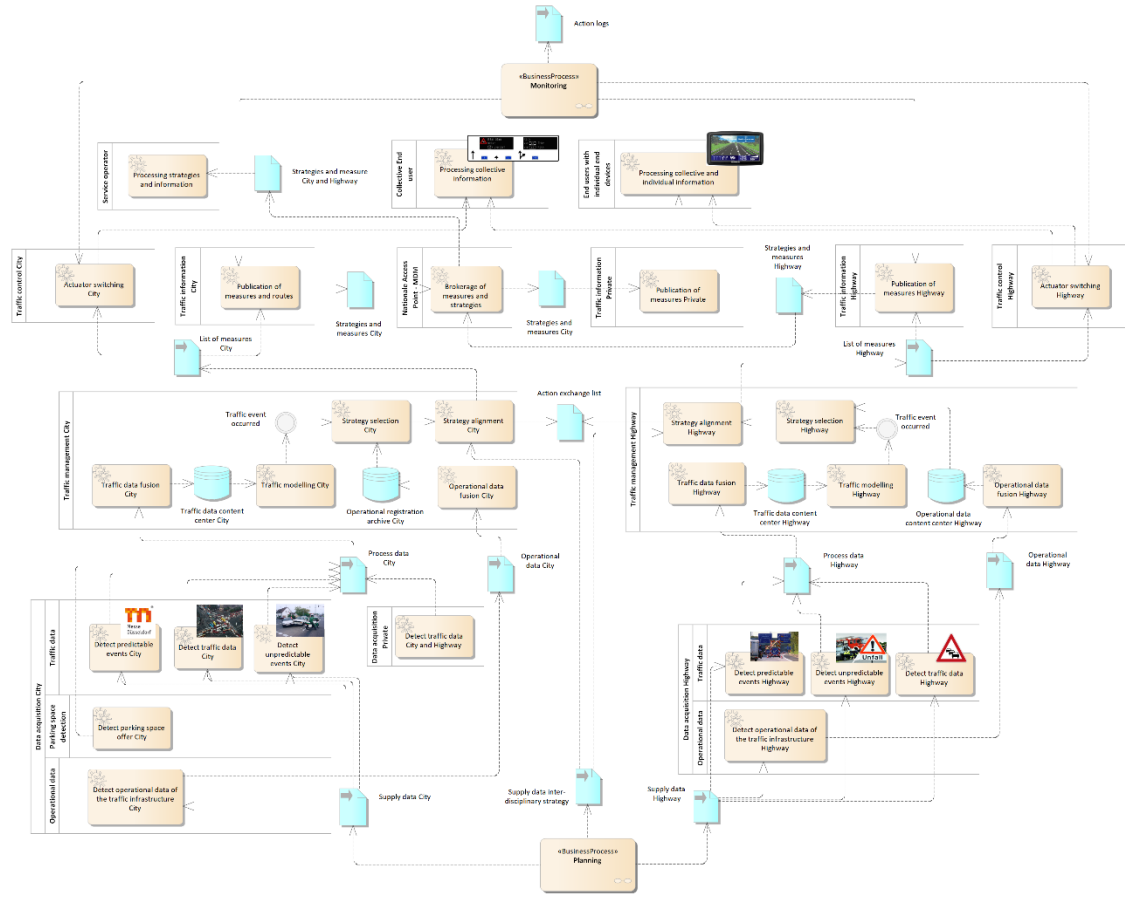 Action logs
«BusinessProcess»
Monitoring
Service operator
Processing strategies
and information
Strategies and measure
City and Highway
Collective End
user
Processing collective
information
End users with
individual end
devices
Processing collective and
individual information
Traffic control City
Actuator switching
City
Traffic information
City
Publication of
measures and routes
Strategies and
measures City
Nationale Access
Point - MDM
Brokerage of
measures and
strategies
Strategies and
measures City
Traffic information
Private
Publication of
measures Private
Strategies and
measures
Highway
Traffic information
Highway
Publication of
measures Highway
Traffic control
Highway
Actuator switching
Highway
List of measures
City
List of measures
Highway
Traffic management City
Traffic event
occurred
Strategy selection
City
Strategy alignment
City
Action exchange list
Traffic data fusion
City
Traffic data content
center City
Traffic modelling City
Operational registration
archive City
Operational data
fusion City
Traffic management Highway
Strategy alignment
Highway
Strategy selection
Highway
Traffic event
occurred
Traffic data fusion
Highway
Traffic data content
center Highway
Traffic modelling
Highway
Operational data
content center Highway
Operational data
fusion Highway
Process data
City
Operational
data City
Process data
Highway
Operational
data Highway
Data acquisition City
Traffic data
Detect predictable
events City
Detect traffic data
City
Detect
unpredictable
events City
Data acquisition
Private
Detect traffic data
City and Highway
Parking space
detection
Detect parking space
offer City
Operational data
Detect operational data of
the traffic infrastructure
City
Data acquisition Highway
Traffic data
Detect predictable
events Highway
Unfall
Detect unpredictable
events Highway
Detect traffic data
Highway
Operational data
Detect operational data of
the traffic infrastructure
Highway
Supply data City
Supply data inter-
disciplinary strategy
Supply data
Highway
«BusinessProcess»
Planning